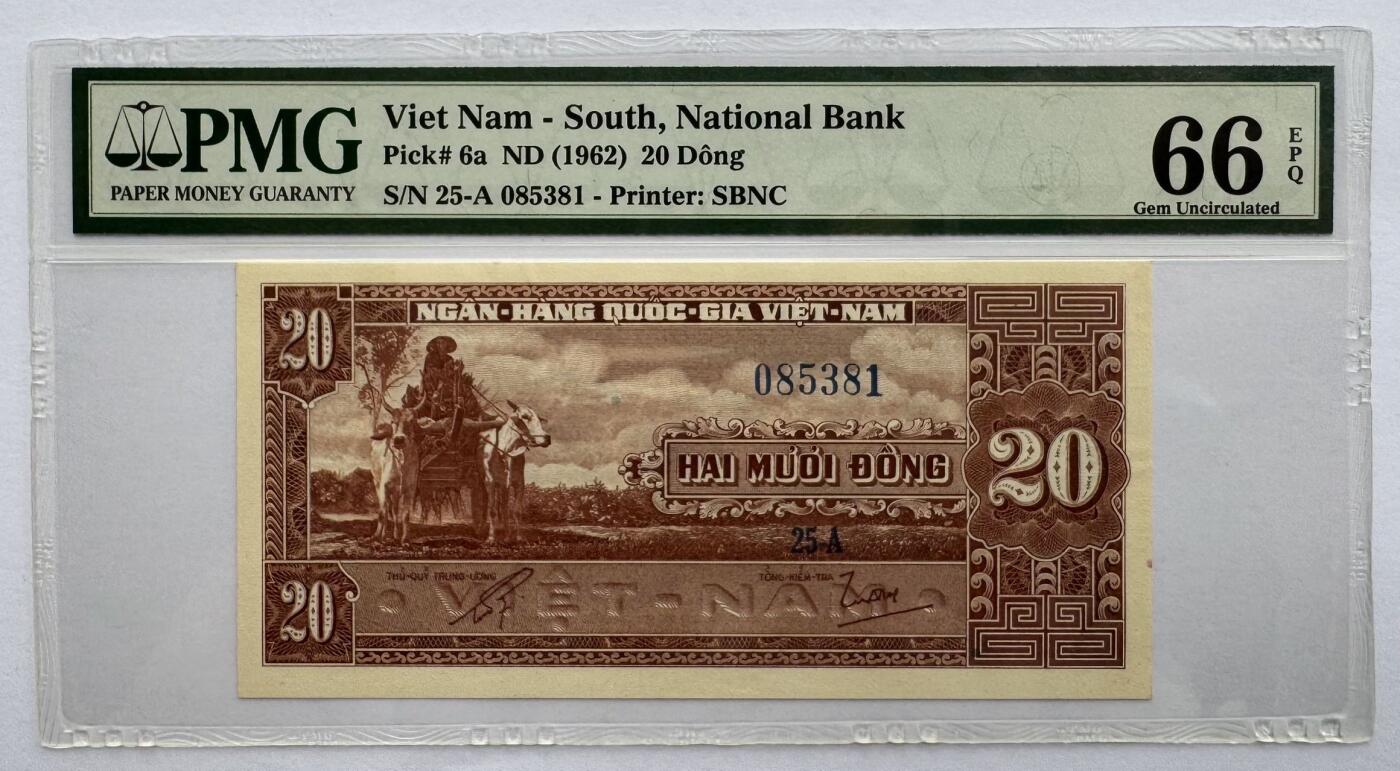 PMG
PAPER MONEY GUARANTY
Viet Nam - South, National Bank
Pick# 6a ND (1962) 20 Dông
S/N 25-A 085381 - Printer: SBNC
66
EPQ
Gem Uncirculated
20
NGÂN-HÀNG QUỐC-GIA VIỆT-NAM
085381
HAI MƯƠI ĐỒNG
20
25-A
20
THỦ-QUỸ TRUNG-ƯƠNG
TỔNG-KIỂM-TRA
VIỆT-NAM